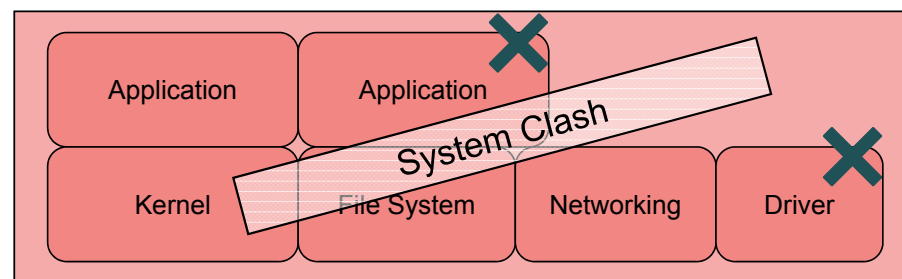 Application
Application
System Clash
Kernel
File System
Networking
Driver